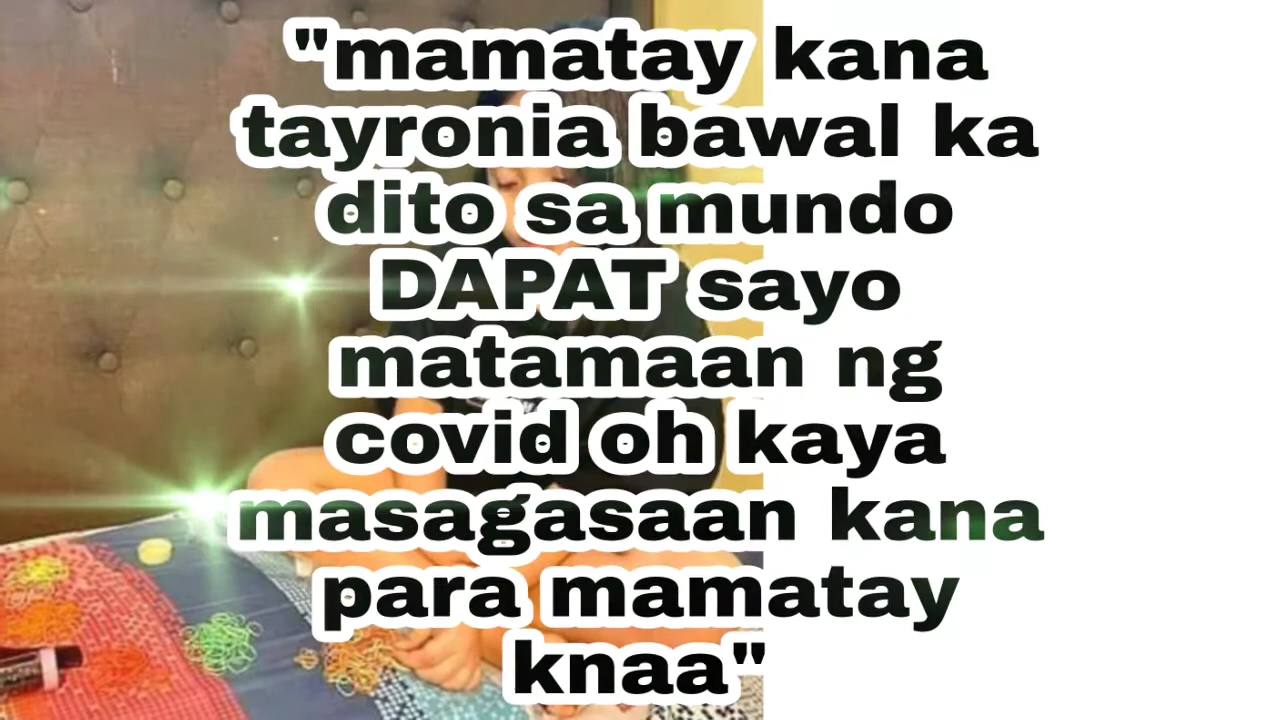 "mamatay kana
tayronia bawal ka
dito sa mundo
DAPAT sayo
matamaan ng
covid oh kaya
masagasaan kana
para mamatay
knaa"